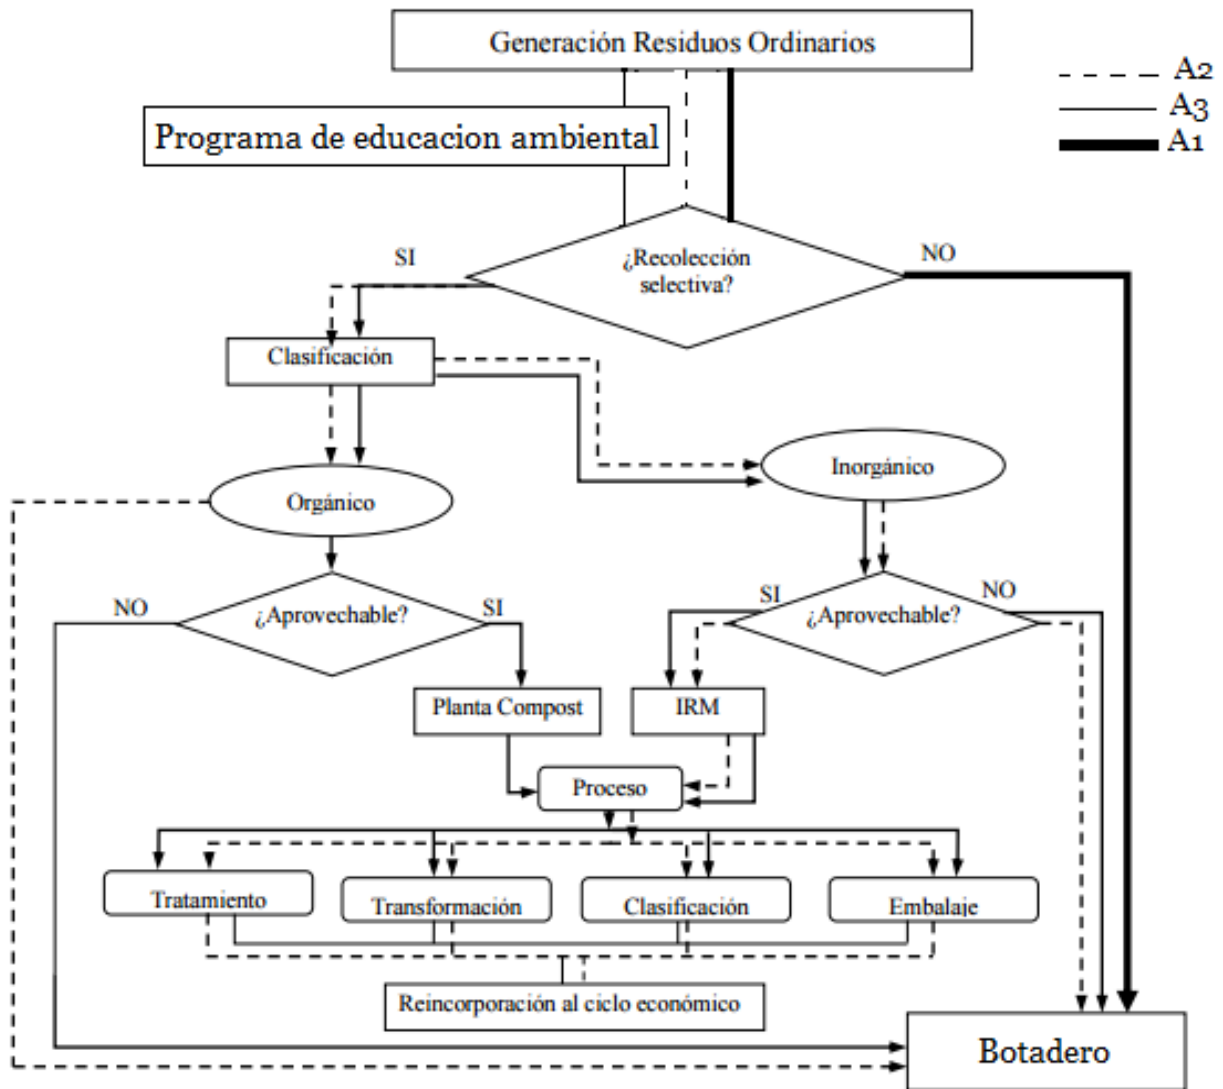 Generación Residuos Ordinarios
A2
A3
A1
Programa de educacion ambiental
SI
¿Recolección
selectiva?
NO
Clasificación
Orgánico
Inorgánico
NO
¿Aprovechable?
SI
SI
¿Aprovechable?
NO
Planta Compost
IRM
Proceso
Tratamiento
Transformación
Clasificación
Embalaje
Reincorporación al ciclo económico
Botadero